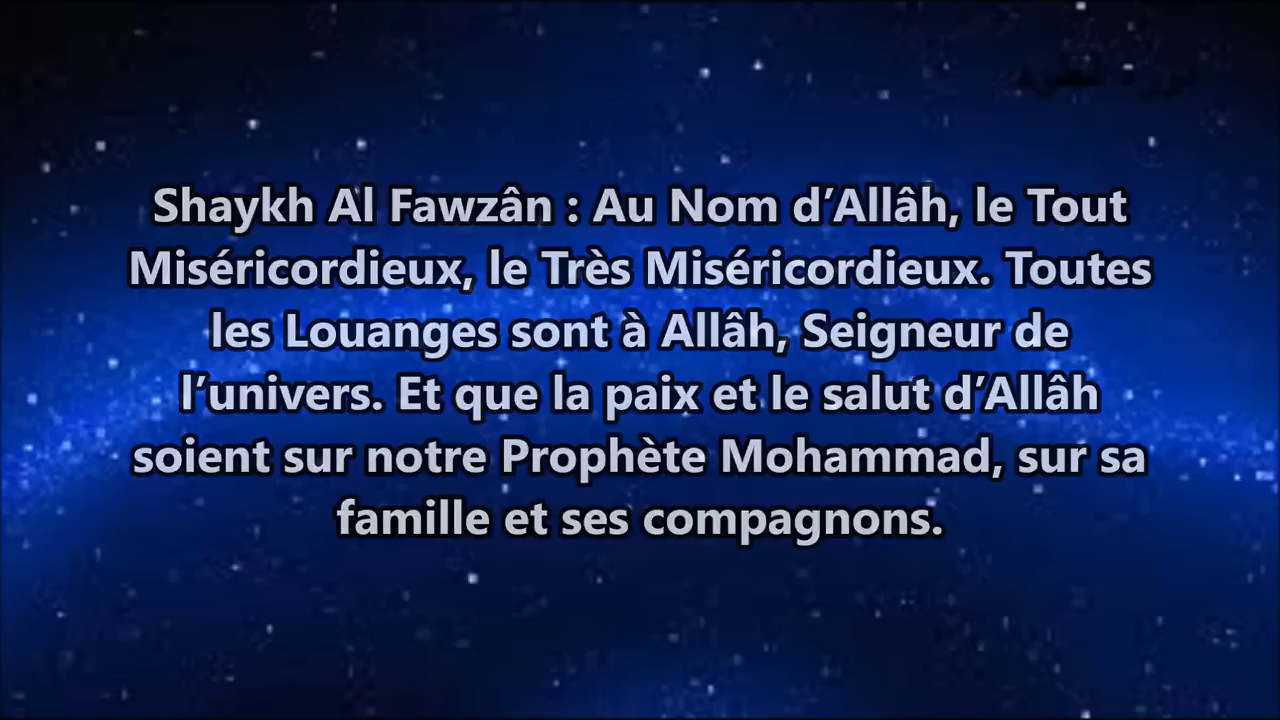 Shaykh Al Fawzân : Au Nom d’Allâh, le Tout
Miséricordieux, le Très Miséricordieux. Toutes
les Louanges sont à Allâh, Seigneur de
l’univers. Et que la paix et le salut d’Allâh
soient sur notre Prophète Mohammad, sur sa
famille et ses compagnons.